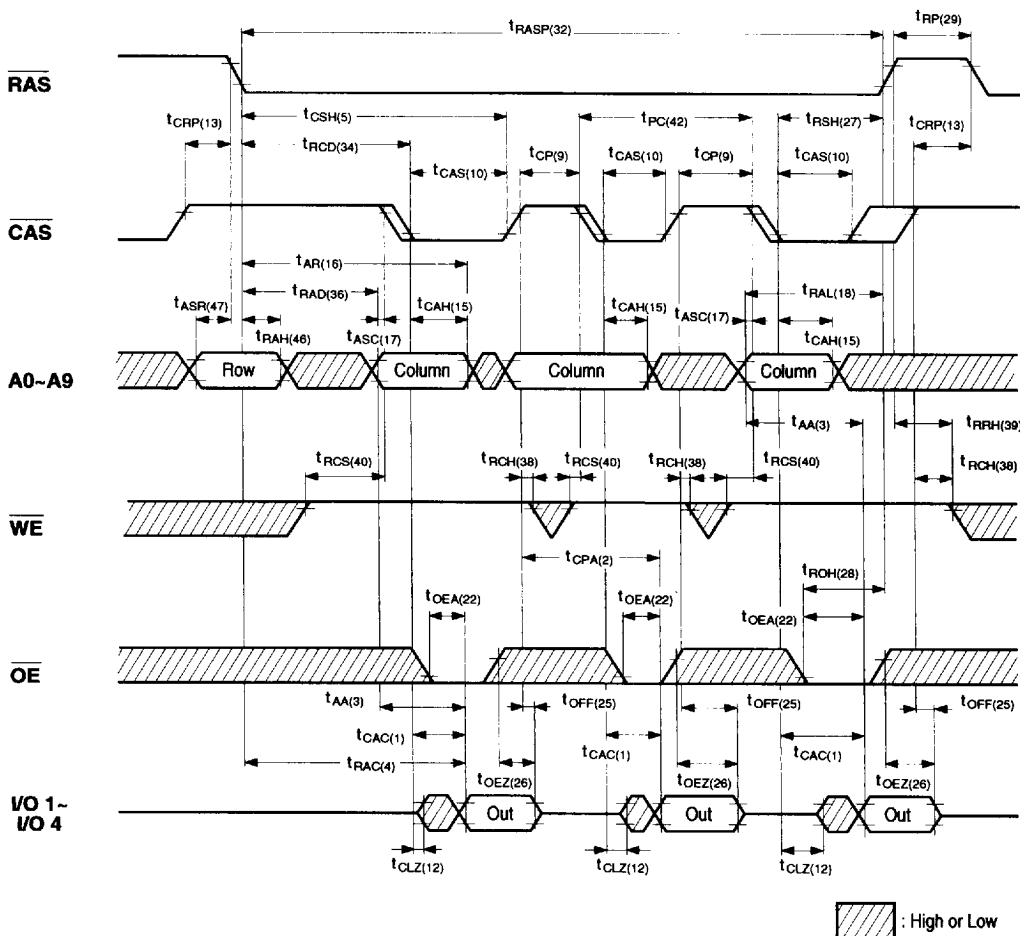 tRASP(32) tRP(29)
RAS
tCRP(13) tCSH(5) tPC(42) tRSH(27) tCRP(13)
tRCD(34)
tCAS(10) tCP(9) tCAS(10) tCP(9) tCAS(10)
CAS
tAR(16)
tASR(47) tRAD(36) tCAH(15) tCAH(15) tRAL(18)
tRAH(46) tASC(17) tASC(17) tCAH(15)
A0~A9 Row Column Column Column
tAA(3) tRRH(39)
tRCS(40) tRCH(38) tRCS(40) tRCH(38) tRCS(40) tRCH(38)
WE
tCPA(2) tROH(28)
tOEA(22) tOEA(22) tOEA(22)
OE
tAA(3) tOFF(25) tOFF(25) tOFF(25)
tCAC(1) tCAC(1) tCAC(1)
tRAC(4) tOEZ(26) tOEZ(26) tOEZ(26)
I/O 1~
I/O 4 Out Out Out
tCLZ(12) tCLZ(12) tCLZ(12)
: High or Low